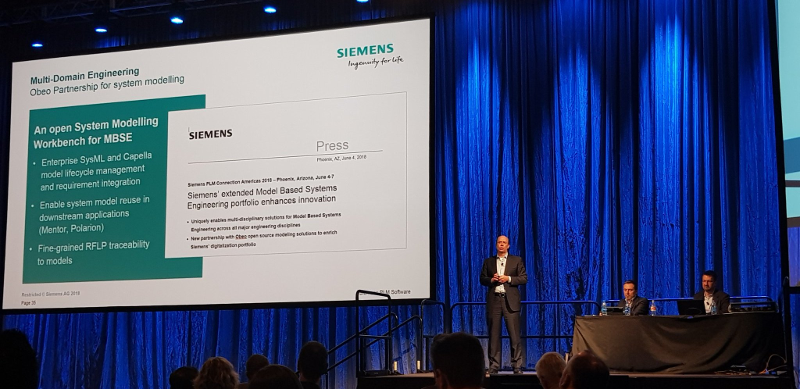 Multi-Domain Engineering
Obeo Partnership for system modelling
SIEMENS
Ingenuity for life
An open System Modelling
Workbench for MBSE
• Enterprise SysML and Capella
model lifecycle management
and requirement integration
• Enable system model reuse in
downstream applications
(Mentor, Polarion)
• Fine-grained RFLP traceability
to models
SIEMENS
Press
Phoenix, AZ, June 4, 2018
Siemens PLM Connection Americas 2018 – Phoenix, Arizona, June 4-7
Siemens' extended Model Based Systems
Engineering portfolio enhances innovation
• Uniquely enables multi-disciplinary solutions for Model Based Systems
Engineering across all major engineering disciplines
• New partnership with Obeo open-source modeling solutions to enrich
Siemens' digitalization portfolio
Restricted © Siemens AG 2018
Page 35
PLM Software